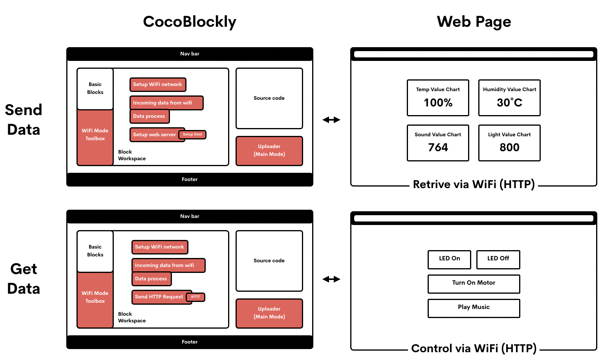 CocoBlockly
Web Page
Send
Data
Nav bar
Basic
Blocks
WiFi Mode
Toolbox
Setup WiFi network
Incoming data from wifi
Data process
Setup web server
Block
Workspace
Source code
Uploader
(Main Mode)
Footer
Temp Value Chart
100%
Humidity Value Chart
30°C
Sound Value Chart
764
Light Value Chart
800
Retrive via WiFi (HTTP)
Get
Data
Nav bar
Basic
Blocks
WiFi Mode
Toolbox
Setup WiFi network
Incoming data from wifi
Data process
Send HTTP Request
Block
Workspace
Source code
Uploader
(Main Mode)
Footer
LED On
LED Off
Turn On Motor
Play Music
Control via WiFi (HTTP)